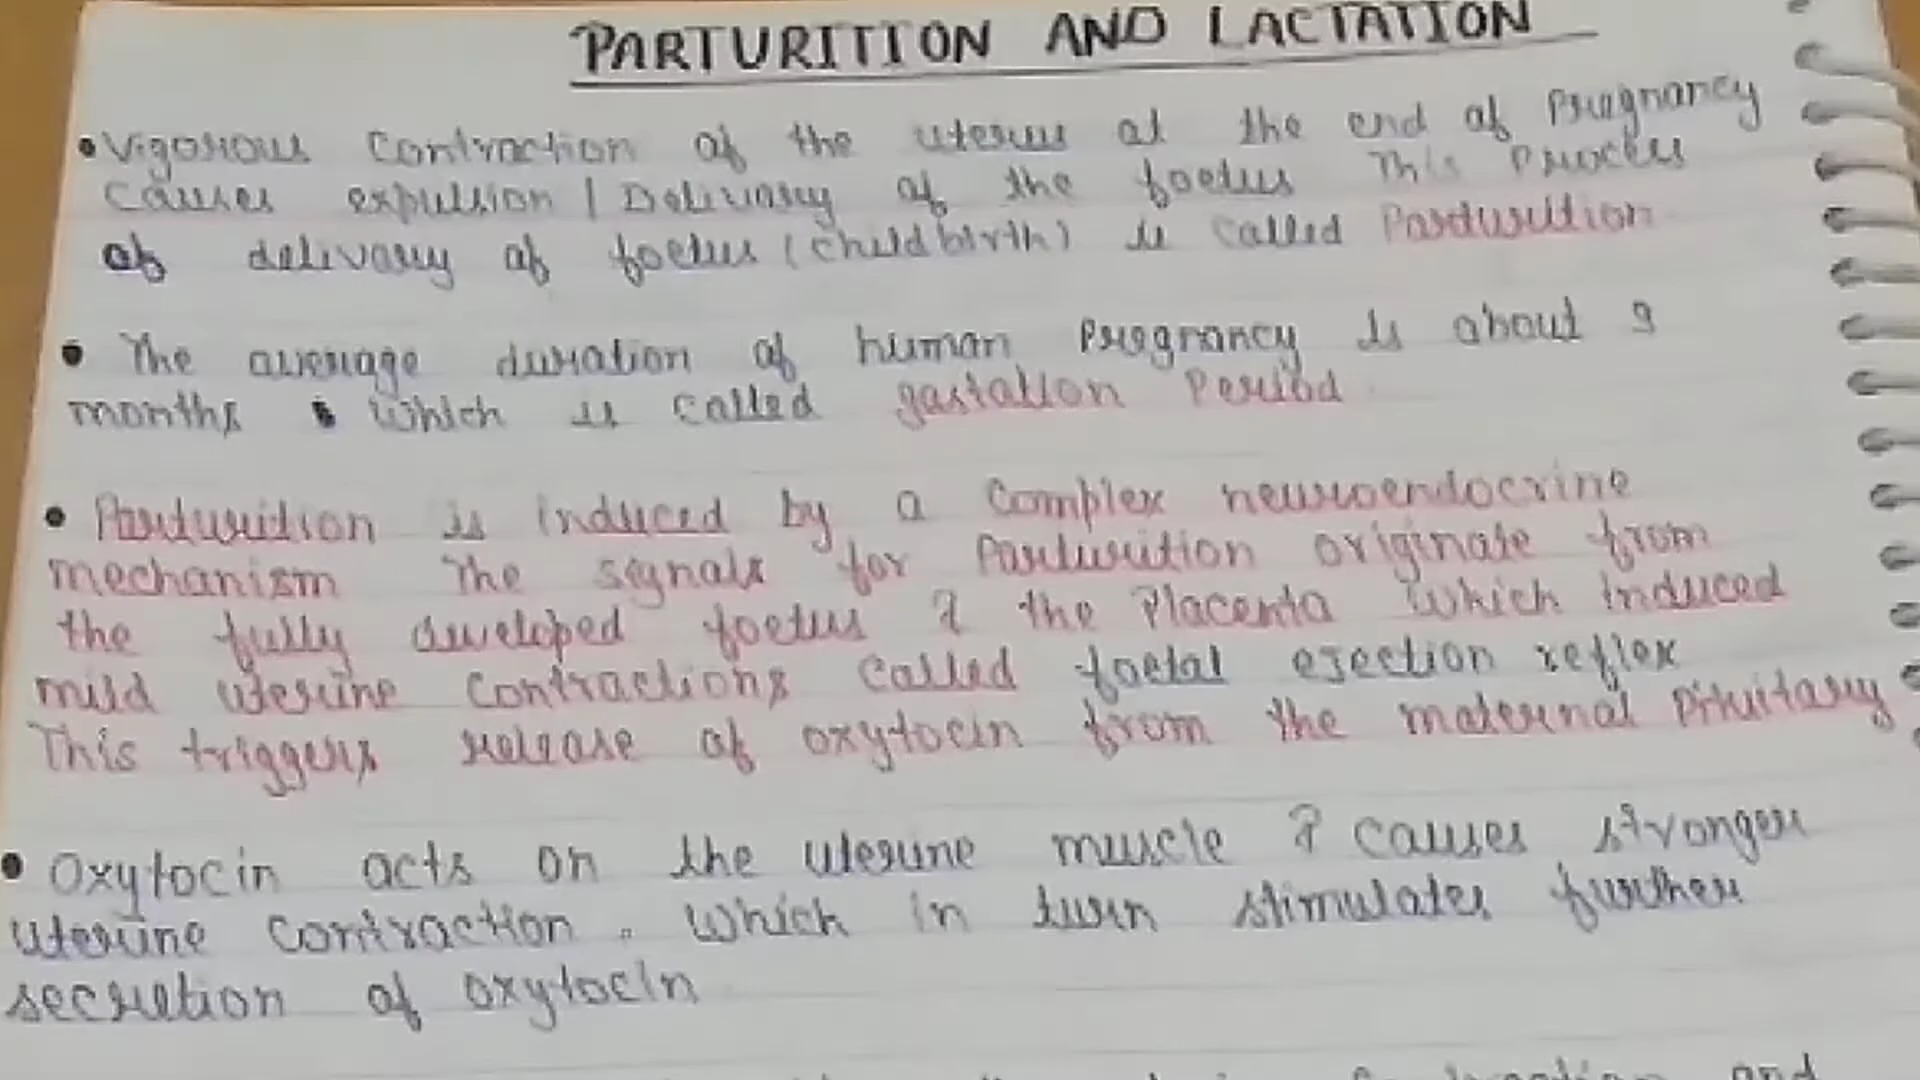 PARTURITION AND LACTATION
• Vigorous Contraction of the uterus at the end of Pregnancy
Causes expulsion / Delivary of the foetus This Process
of delivary of foetus (childbirth) is called Parturition
• The average duration of human Pregnancy is about 9
months which is called gastation Period.
• Parturition is induced by a Complex neuroendocrine
mechanism The signals for Parturition originate from
the fully developed foetus & the Placenta which induced
mild uterine Contractions called foetal ejection reflex
This triggers release of oxytocin from the maternal Pituitary
• Oxytocin acts on the uterine muscle & causes stronger
uterine contraction, which in turn stimulates further
secretion of oxytocin
and